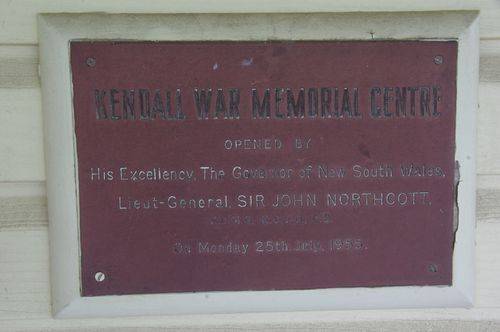 KENDALL WAR MEMORIAL CENTRE
OPENED BY
His Excellency, The Governor of New South Wales,
Lieut-General, SIR JOHN NORTHCOTT,
On Monday 25th July, 1955.